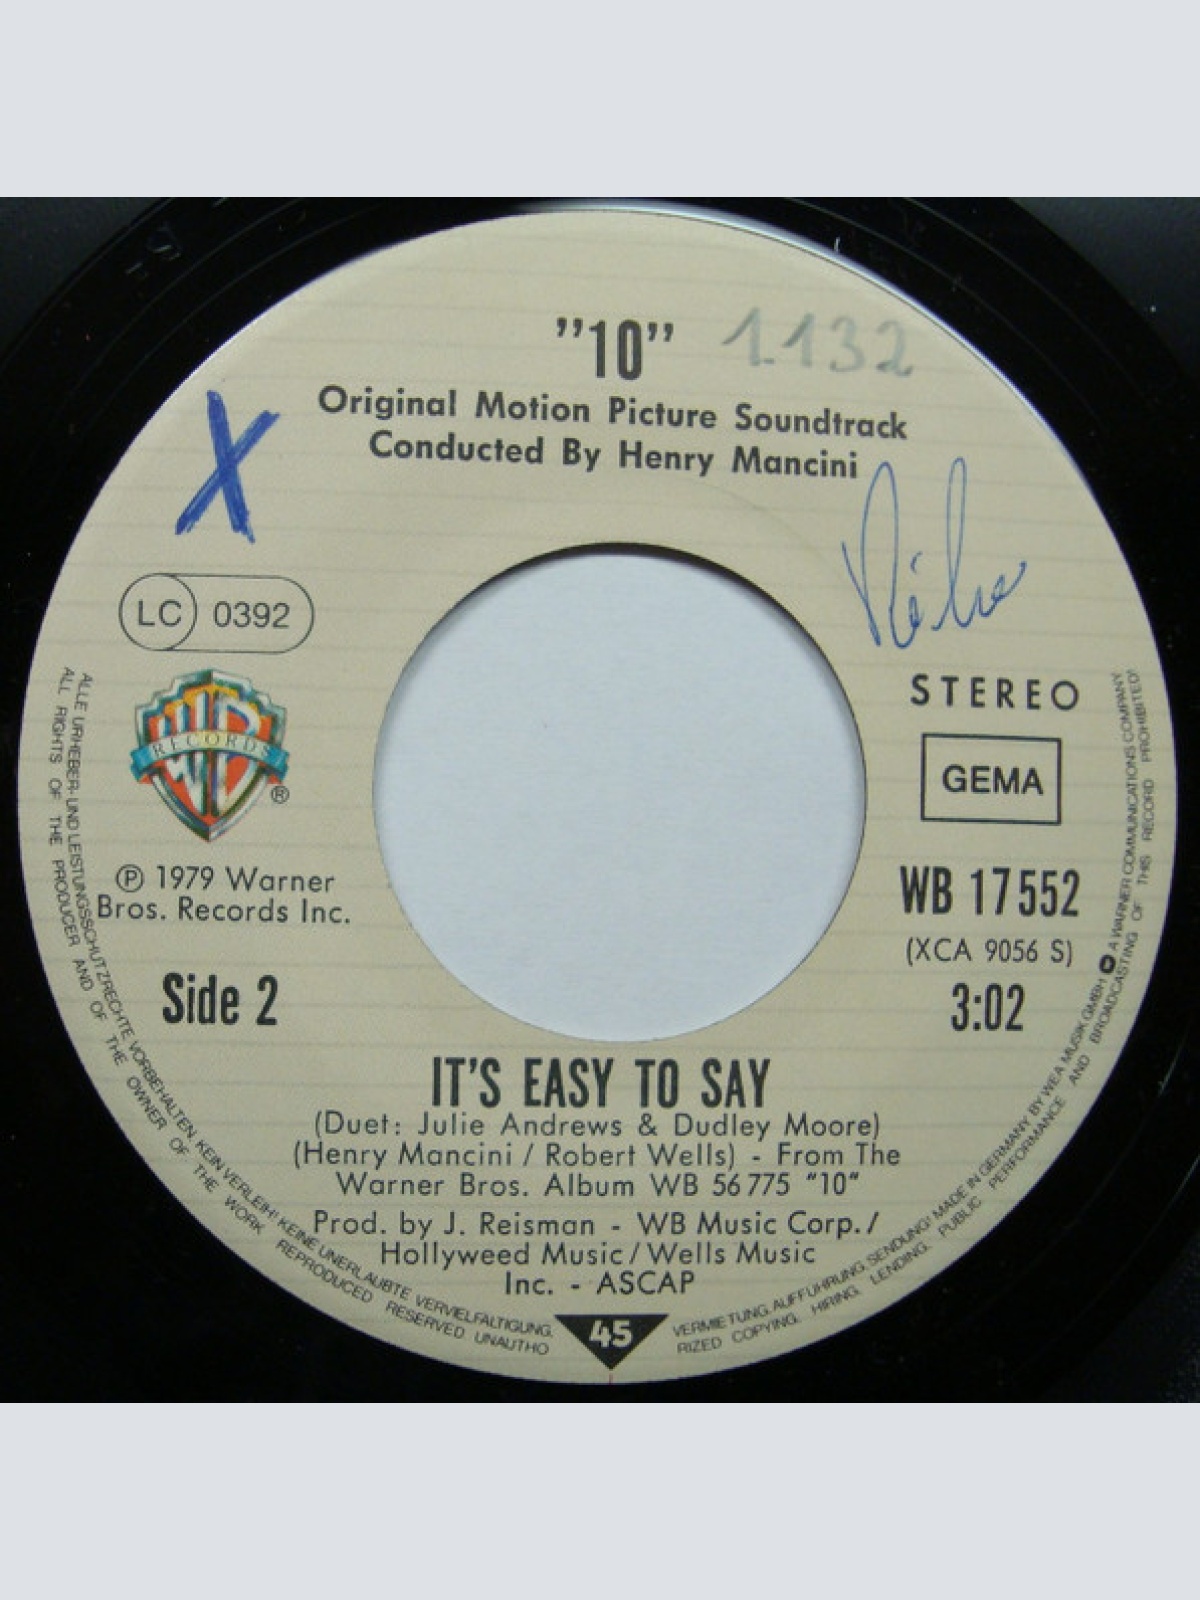 "10" 1.132
Original Motion Picture Soundtrack
Conducted By Henry Mancini
X
LC 0392
RECORDS
®
STEREO
GEMA
℗ 1979 Warner
Bros. Records Inc.
WB 17 552
(XCA 9056 S)
Side 2
3:02
IT'S EASY TO SAY
(Duet: Julie Andrews & Dudley Moore)
(Henry Mancini / Robert Wells) - From The
Warner Bros. Album WB 56 775 "10"
Prod. by J. Reisman - WB Music Corp./
Hollyweed Music/Wells Music
Inc. - ASCAP
45
ALLE URHEBER- UND LEISTUNGSSCHUTZRECHTE VORBEHALTEN KEIN VERLEIH! KEINE UNERLAUBTE VERVIELFÄLTIGUNG, VERMIETUNG, AUFFÜHRUNG, SENDUNG! MADE IN GERMANY BY WEA MUSIK GMBH A WARNER COMMUNICATIONS COMPANY
ALL RIGHTS OF THE PRODUCER AND OF THE OWNER OF THE WORK REPRODUCED RESERVED UNAUTHORIZED COPYING, HIRING, LENDING, PUBLIC PERFORMANCE AND BROADCASTING OF THIS RECORD PROHIBITED!